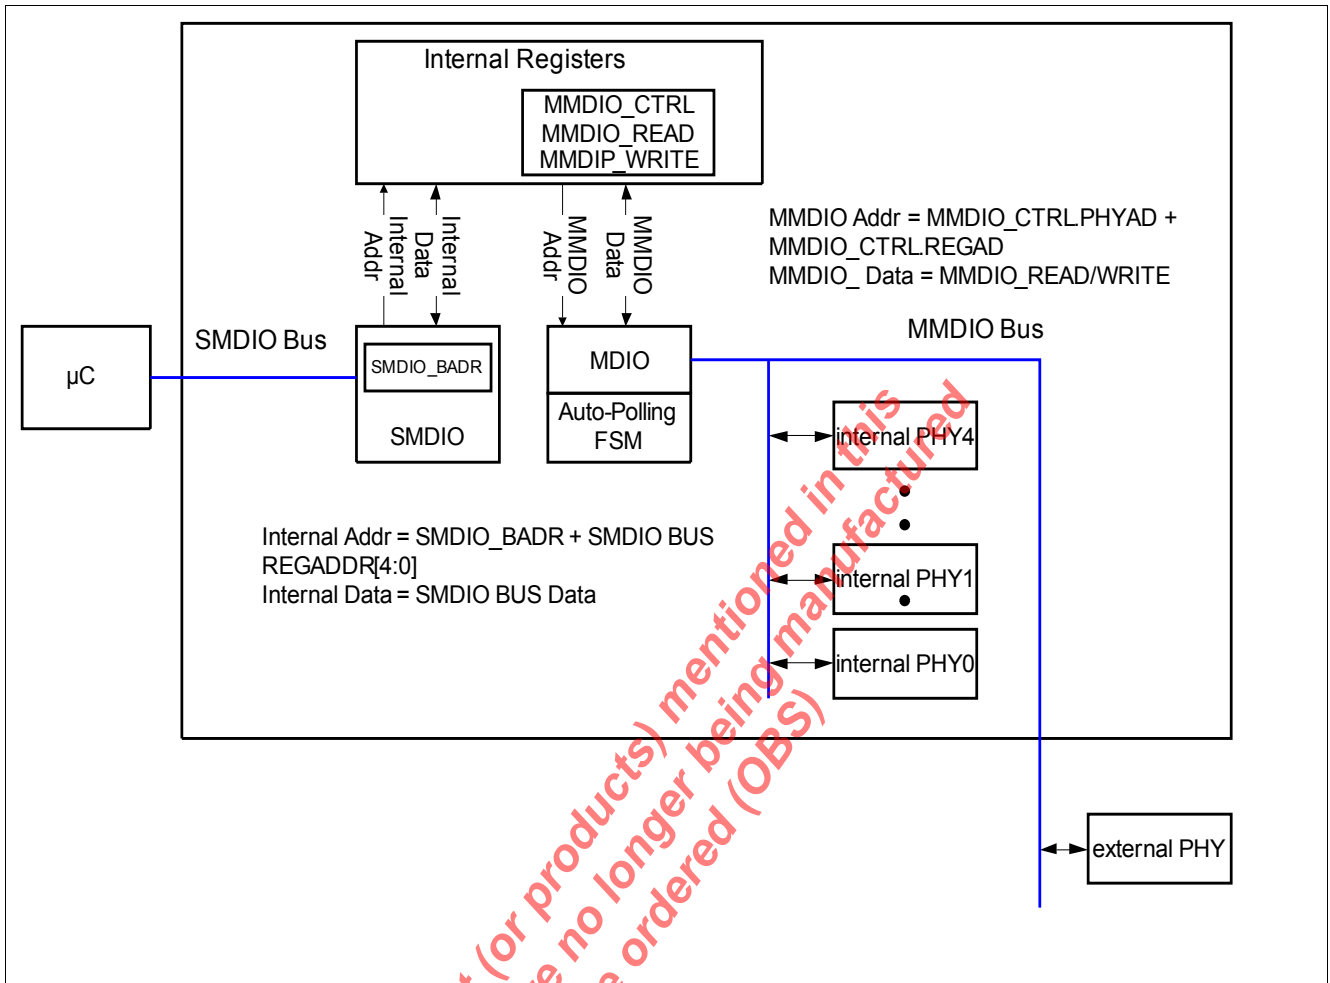 Internal Registers
MMDIO_CTRL
MMDIO_READ
MMDIP_WRITE
Internal
Addr
Internal
Data
MMDIO
Addr
MMDIO
Data
MMDIO Addr = MMDIO_CTRL.PHYAD +
MMDIO_CTRL.REGAD
MMDIO_ Data = MMDIO_READ/WRITE
µC
SMDIO Bus
SMDIO_BADR
SMDIO
MDIO
Auto-Polling
FSM
MMDIO Bus
internal PHY4
internal PHY1
internal PHY0
Internal Addr = SMDIO_BADR + SMDIO BUS
REGADDR[4:0]
Internal Data = SMDIO BUS Data
external PHY
(or products) mentioned in this
no longer being manufactured
ordered (OBS)